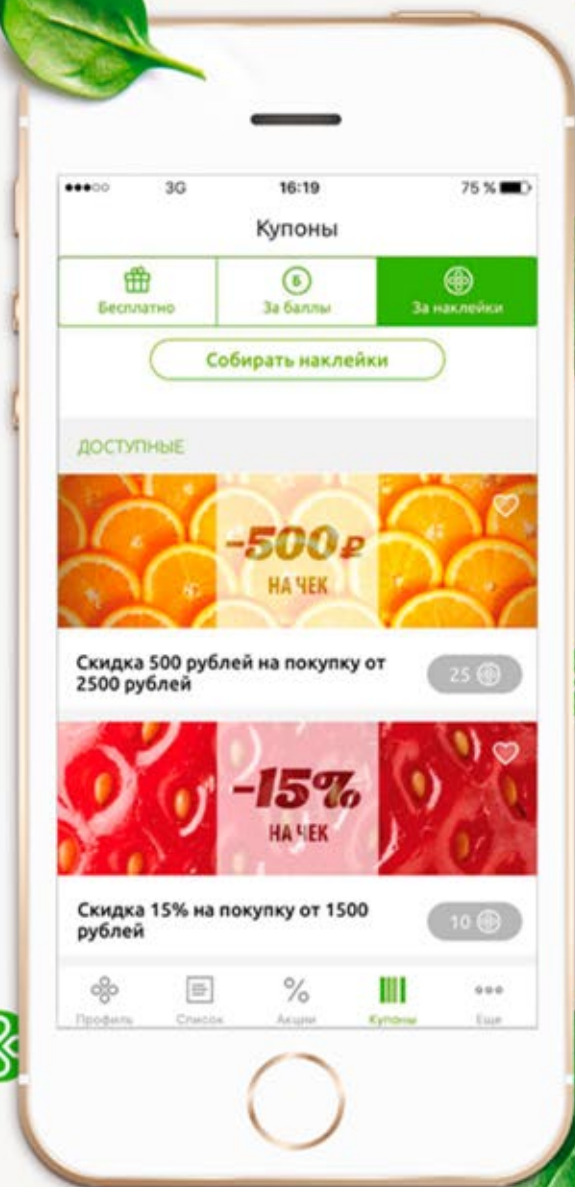 3G 16:19 75 %
Купоны
Бесплатно За баллы За наклейки
Собирать наклейки
ДОСТУПНЫЕ
-500 ₽
НА ЧЕК
Скидка 500 рублей на покупку от
2500 рублей
25
-15%
НА ЧЕК
Скидка 15% на покупку от 1500
рублей
10
Профиль Список Акции Купоны Еще